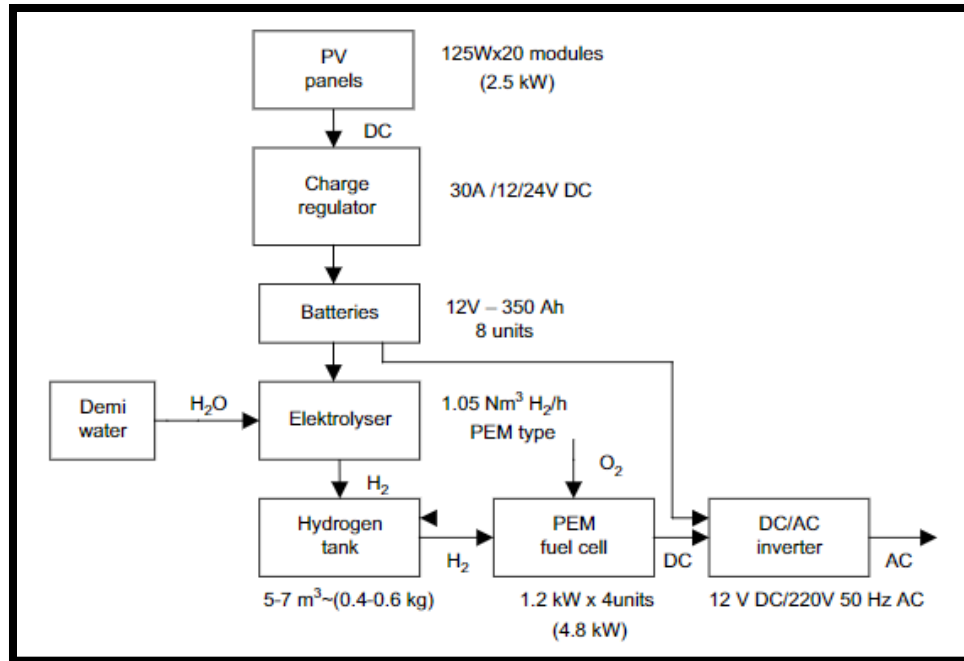 PV
panels
125Wx20 modules
(2.5 kW)
DC
Charge
regulator
30A /12/24V DC
Batteries
12V – 350 Ah
8 units
Demi
water
H₂O
Elektrolyser
1.05 Nm³ H₂/h
PEM type
O₂
H₂
Hydrogen
tank
H₂
PEM
fuel cell
DC
DC/AC
inverter
AC
5-7 m³~(0.4-0.6 kg)
1.2 kW x 4units
(4.8 kW)
12 V DC/220V 50 Hz AC